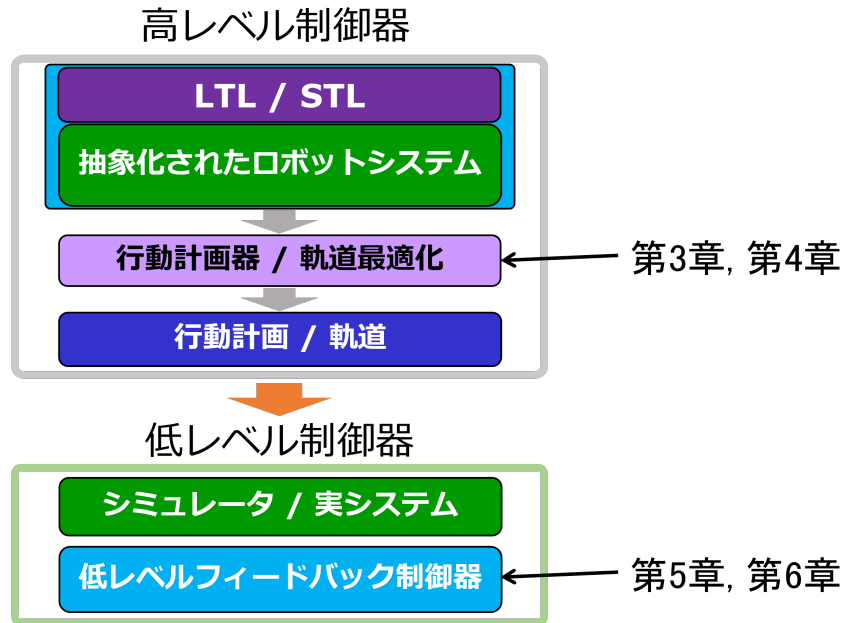 高レベル制御器
LTL / STL
抽象化されたロボットシステム
行動計画器 / 軌道最適化
第3章, 第4章
行動計画 / 軌道
低レベル制御器
シミュレータ / 実システム
低レベルフィードバック制御器
第5章, 第6章